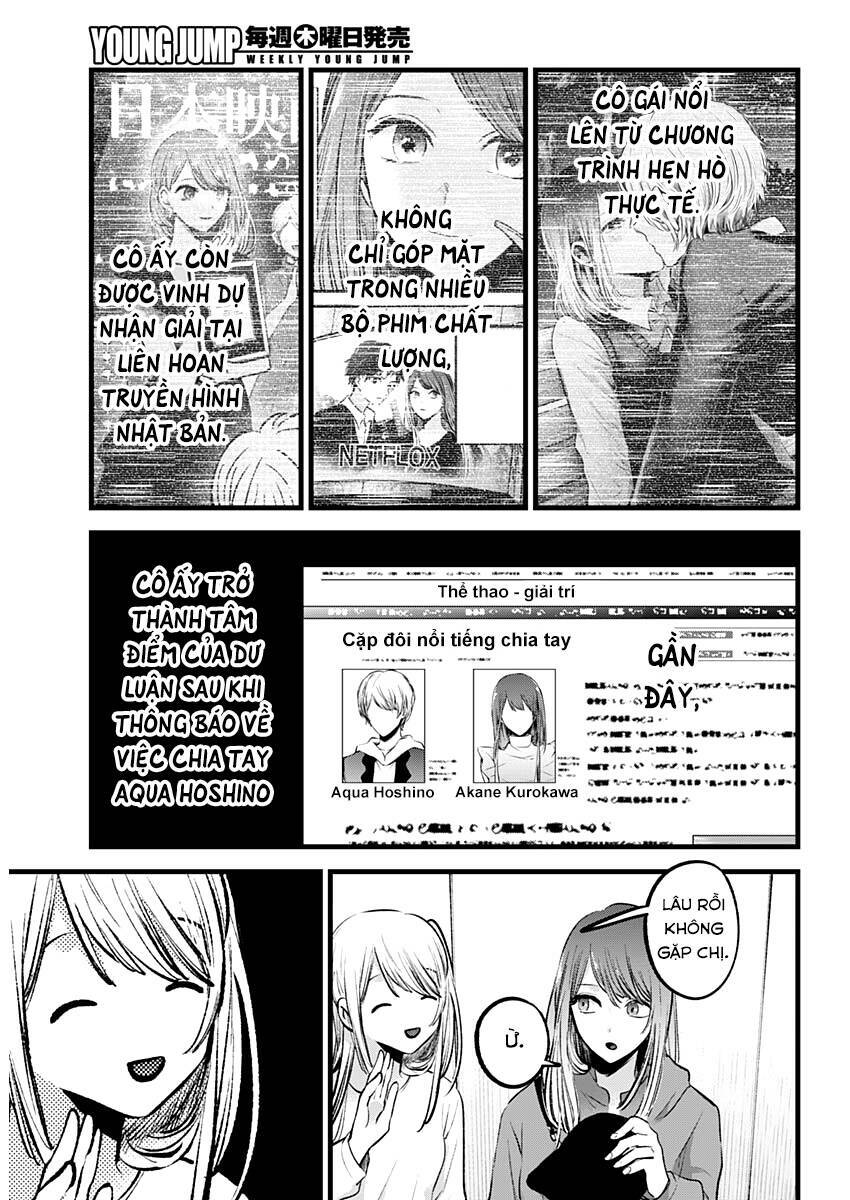 YOUNG JUMP 毎週木曜日発売
WEEKLY YOUNG JUMP
CÔ GÁI NỔI
LÊN TỪ CHƯƠNG
TRÌNH HẸN HÒ
THỰC TẾ.
KHÔNG
CHỈ GÓP MẶT
TRONG NHIỀU
BỘ PHIM CHẤT
LƯỢNG,
NETFLOX
日本映
CÔ ẤY CÒN
ĐƯỢC VINH DỰ
NHẬN GIẢI TẠI
LIÊN HOAN
TRUYỀN HÌNH
NHẬT BẢN.
GẦN
ĐÂY,
Thể thao - giải trí
Cặp đôi nổi tiếng chia tay
Aqua Hoshino
Akane Kurokawa
CÔ ẤY TRỞ
THÀNH TÂM
ĐIỂM CỦA DƯ
LUẬN SAU KHI
THÔNG BÁO VỀ
VIỆC CHIA TAY
AQUA HOSHINO
LÂU RỒI
KHÔNG
GẶP CHỊ.
Ừ.